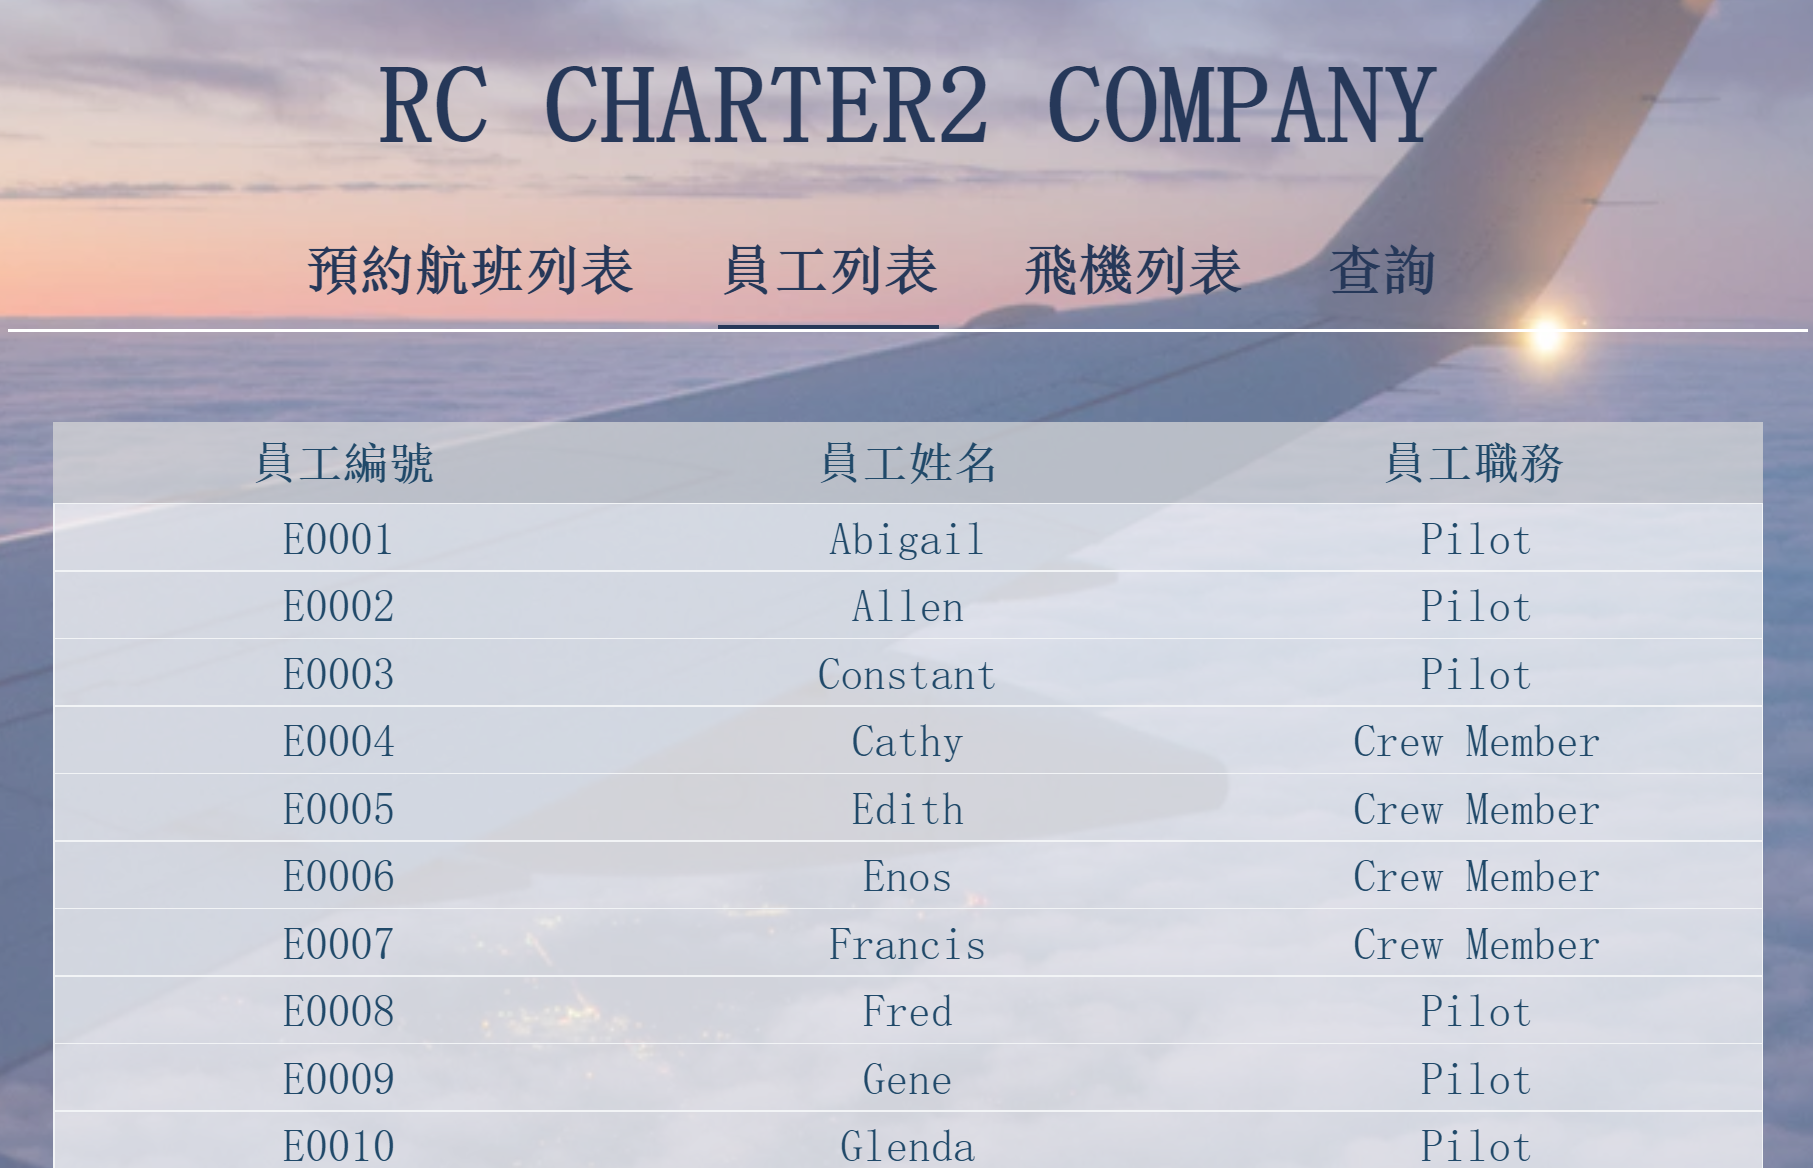 RC CHARTER2 COMPANY
預約航班列表 員工列表 飛機列表 查詢
員工編號 員工姓名 員工職務
E0001 Abigail Pilot
E0002 Allen Pilot
E0003 Constant Pilot
E0004 Cathy Crew Member
E0005 Edith Crew Member
E0006 Enos Crew Member
E0007 Francis Crew Member
E0008 Fred Pilot
E0009 Gene Pilot
E0010 Glenda Pilot